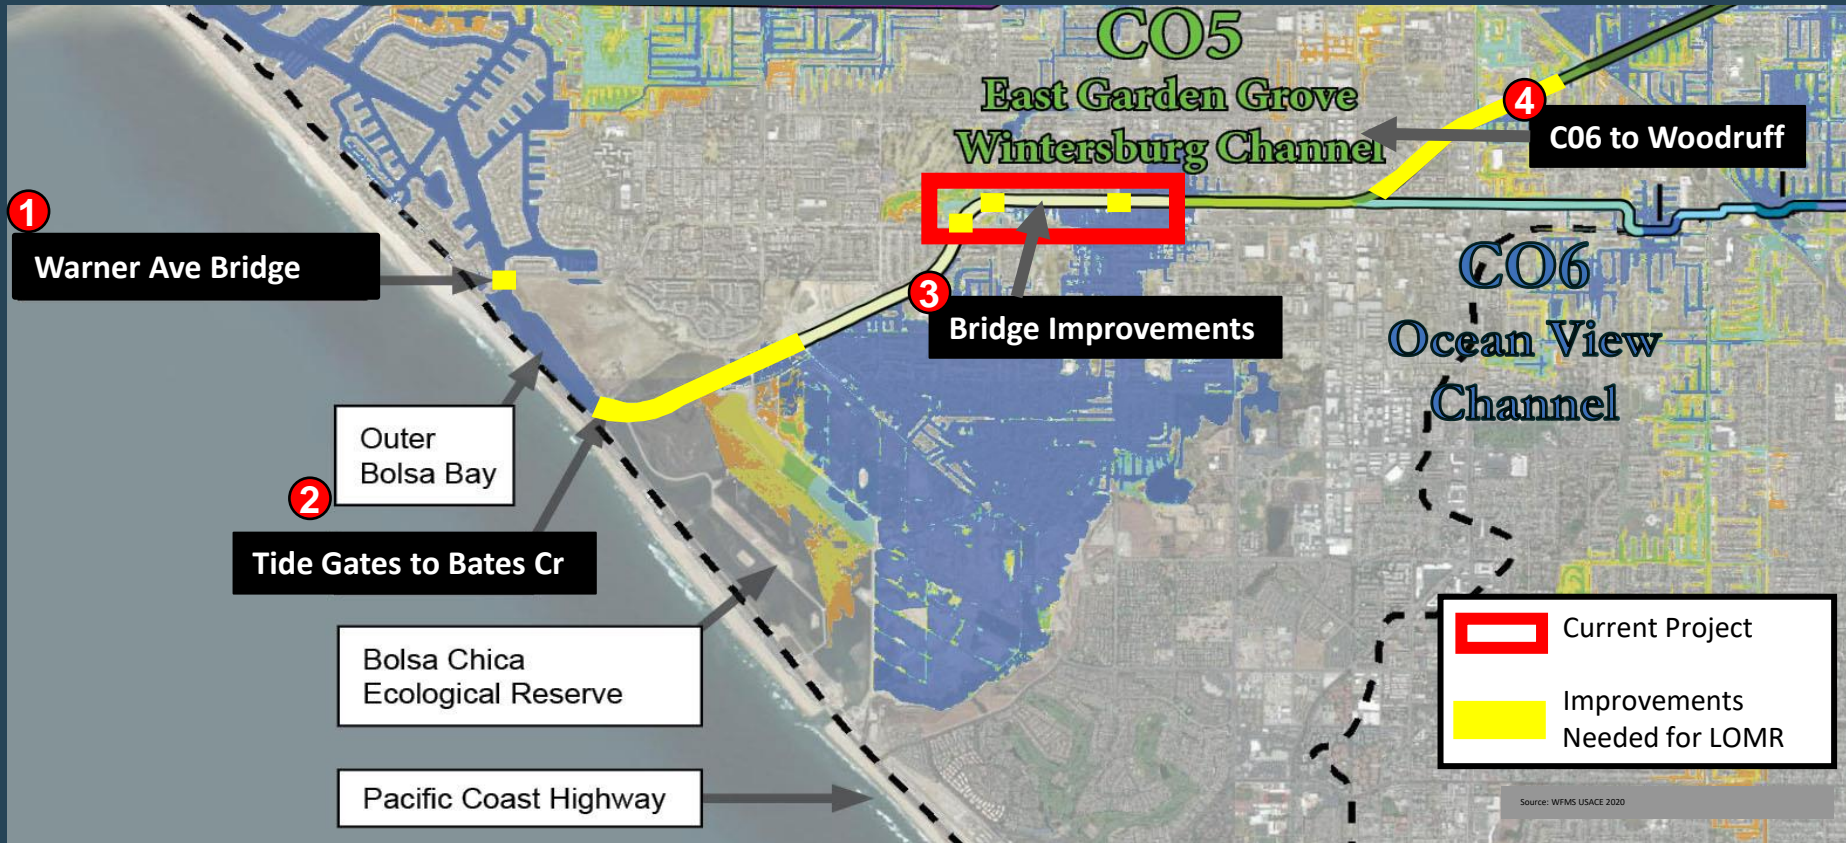 CO5
East Garden Grove
Wintersburg Channel
4
C06 to Woodruff
1
Warner Ave Bridge
CO6
Ocean View
Channel
3
Bridge Improvements
Outer
Bolsa Bay
2
Tide Gates to Bates Cr
Bolsa Chica
Ecological Reserve
Pacific Coast Highway
Current Project
Improvements
Needed for LOMR
Source: WFMS USACE 2020